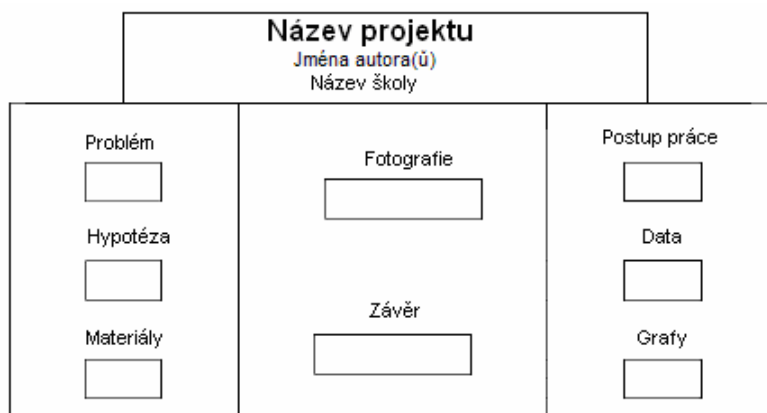 Název projektu
Jména autora(ů)
Název školy
Problém
Hypotéza
Materiály
Fotografie
Závěr
Postup práce
Data
Grafy